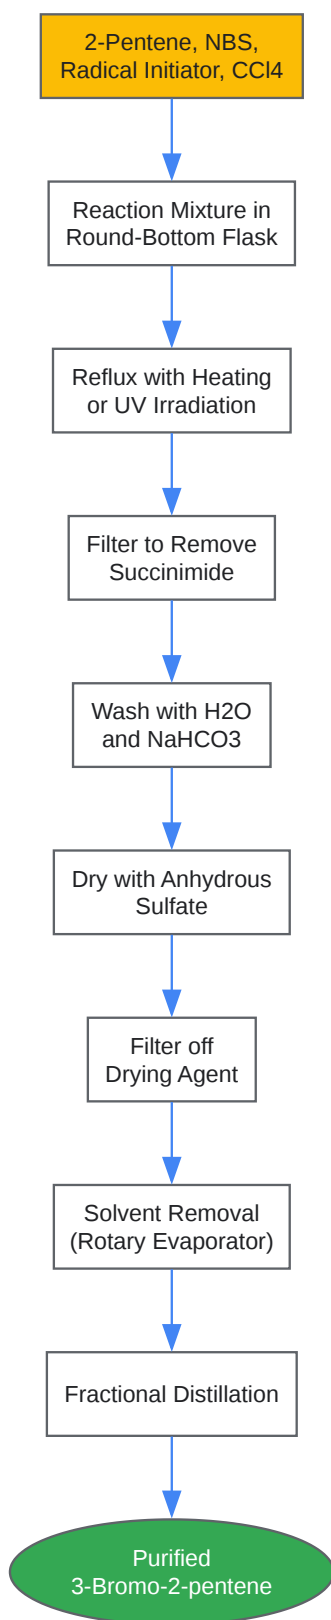 2-Pentene, NBS,
Radical Initiator, CCl4
Reaction Mixture in
Round-Bottom Flask
Reflux with Heating
or UV Irradiation
Filter to Remove
Succinimide
Wash with H2O
and NaHCO3
Dry with Anhydrous
Sulfate
Filter off
Drying Agent
Solvent Removal
(Rotary Evaporator)
Fractional Distillation
Purified
3-Bromo-2-pentene